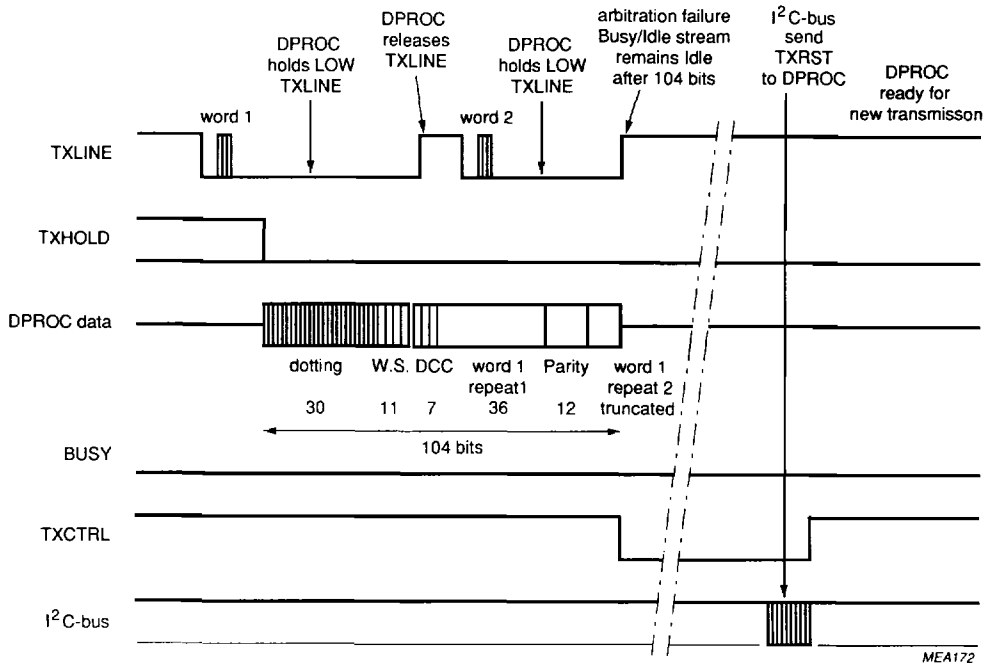 DPROC
holds LOW
TXLINE
DPROC
releases
TXLINE
DPROC
holds LOW
TXLINE
arbitration failure
Busy/Idle stream
remains Idle
after 104 bits
I²C-bus
send
TXRST
to DPROC
DPROC
ready for
new transmisson
word 1
word 2
TXLINE
TXHOLD
DPROC data
dotting
W.S.
DCC
word 1
repeat1
Parity
word 1
repeat 2
truncated
30
11
7
36
12
104 bits
BUSY
TXCTRL
I²C-bus
MEA172